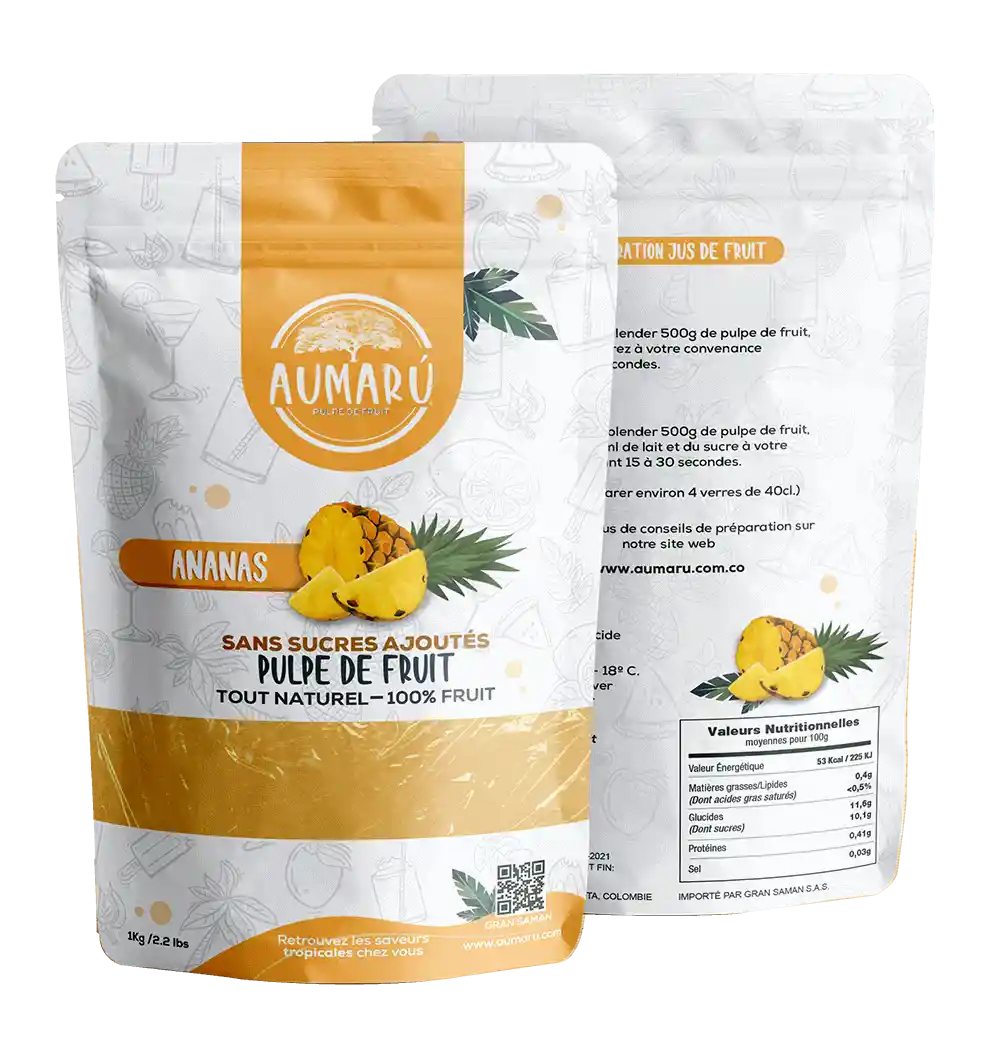 AUMARÚ
PULPE DE FRUIT
ANANAS
SANS SUCRES AJOUTÉS
PULPE DE FRUIT
TOUT NATUREL – 100% FRUIT
1Kg /2.2 lbs
Retrouvez les saveurs
tropicales chez vous
GRAN SAMAN
www.aumaru.com
RATION JUS DE FRUIT
lender 500g de pulpe de fruit,
rez à votre convenance
condes.
blender 500g de pulpe de fruit,
ml de lait et du sucre à votre
nt 15 à 30 secondes.
arer environ 4 verres de 40cl.)
us de conseils de préparation sur
notre site web
www.aumaru.com.co
cide
- 18º C.
ver
t
-2021
T FIN:
TA, COLOMBIE
IMPORTÉ PAR GRAN SAMAN S.A.S.
Valeurs Nutritionnelles
moyennes pour 100g
Valeur Énergétique 53 Kcal / 225 KJ
Matières grasses/Lipides 0,4g
(Dont acides gras saturés) <0,5%
Glucides 11,6g
(Dont sucres) 10,1g
Protéines 0,41g
Sel 0,03g